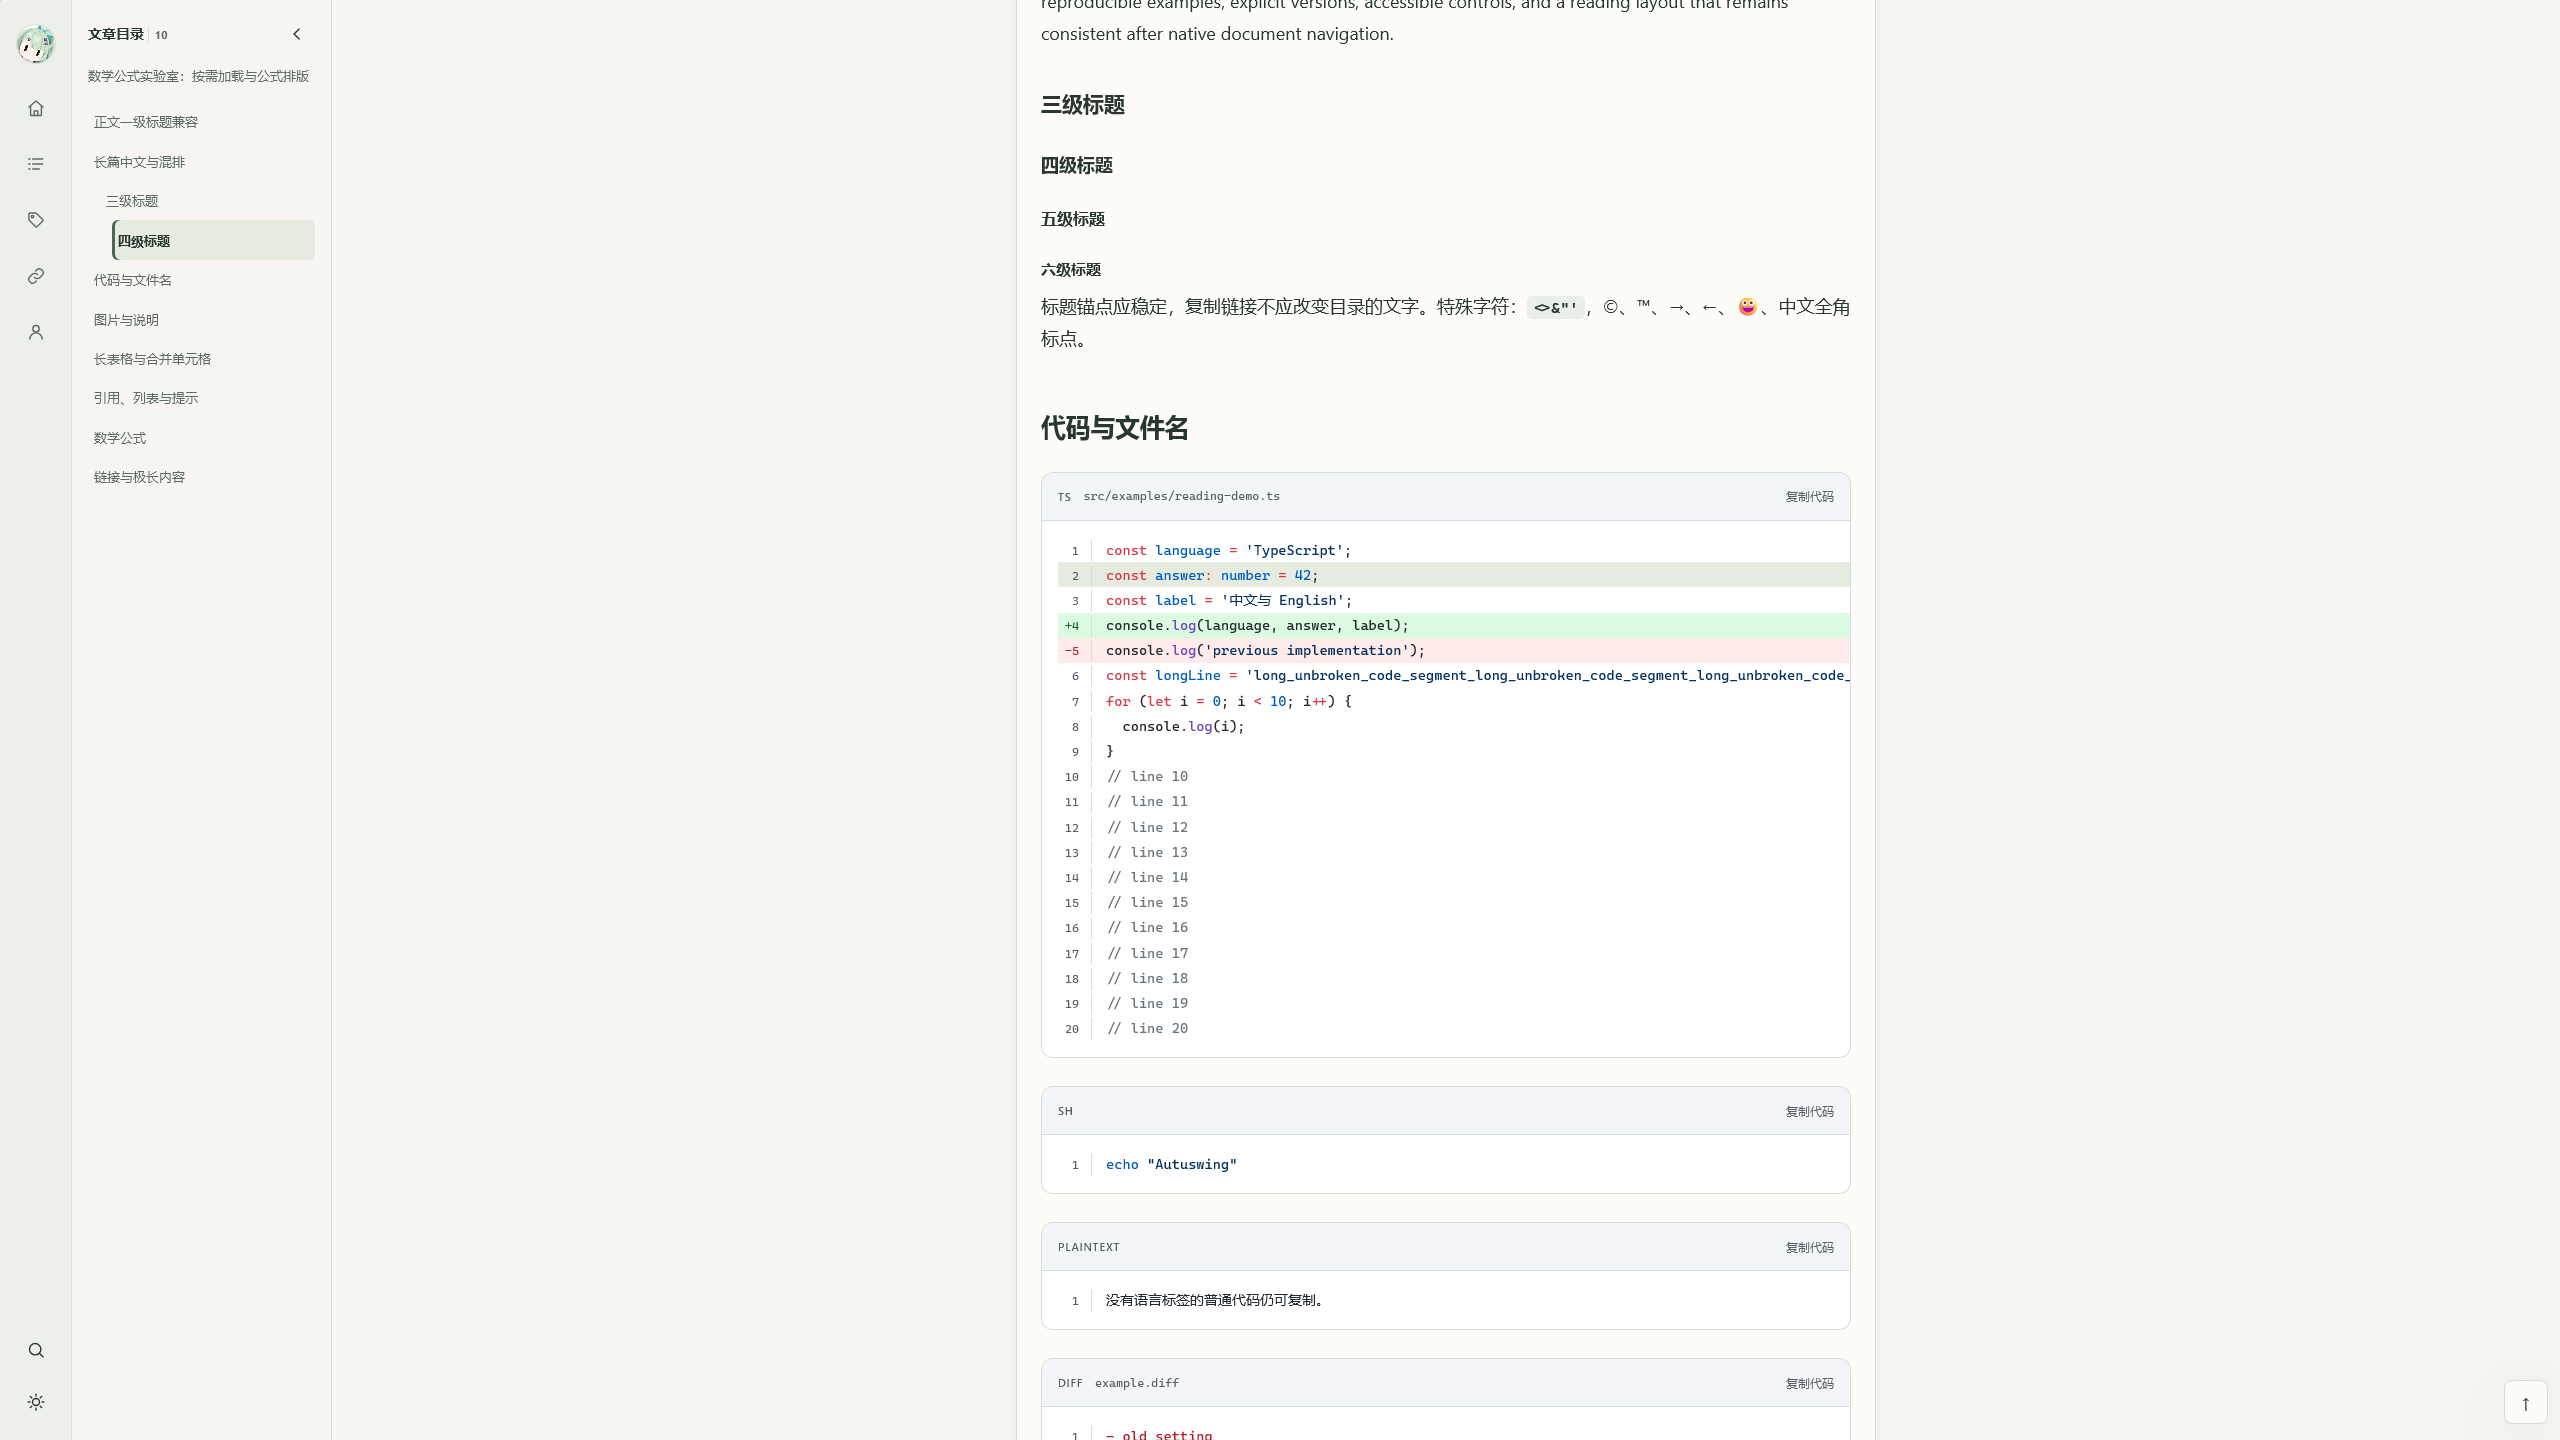 文章目录 10
数学公式实验室：按需加载与公式排版
正文一级标题兼容
长篇中文与混排
三级标题
四级标题
代码与文件名
图片与说明
长表格与合并单元格
引用、列表与提示
数学公式
链接与极长内容
reproducible examples, explicit versions, accessible controls, and a reading layout that remains
consistent after native document navigation.
三级标题
四级标题
五级标题
六级标题
标题锚点应稳定，复制链接不应改变目录的文字。特殊字符：<>&"'，©、™、→、←、😀、中文全角
标点。
代码与文件名
TS src/examples/reading-demo.ts 复制代码
1 const language = 'TypeScript';
2 const answer: number = 42;
3 const label = '中文与 English';
+4 console.log(language, answer, label);
-5 console.log('previous implementation');
6 const longLine = 'long_unbroken_code_segment_long_unbroken_code_segment_long_unbroken_code_
7 for (let i = 0; i < 10; i++) {
8 console.log(i);
9 }
10 // line 10
11 // line 11
12 // line 12
13 // line 13
14 // line 14
15 // line 15
16 // line 16
17 // line 17
18 // line 18
19 // line 19
20 // line 20
SH 复制代码
1 echo "Autuswing"
PLAINTEXT 复制代码
1 没有语言标签的普通代码仍可复制。
DIFF example.diff 复制代码
1 - old setting
↑